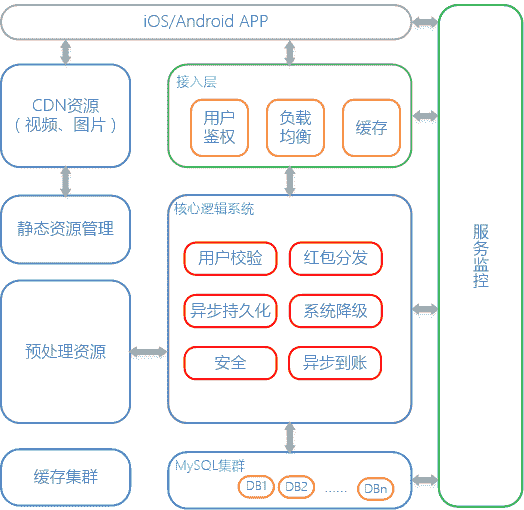 iOS/Android APP
CDN资源
（视频、图片）
静态资源管理
预处理资源
缓存集群
接入层
用户
鉴权
负载
均衡
缓存
核心逻辑系统
用户校验
红包分发
异步持久化
系统降级
安全
异步到账
MySQL集群
DB1
DB2
......
DBn
服务监控